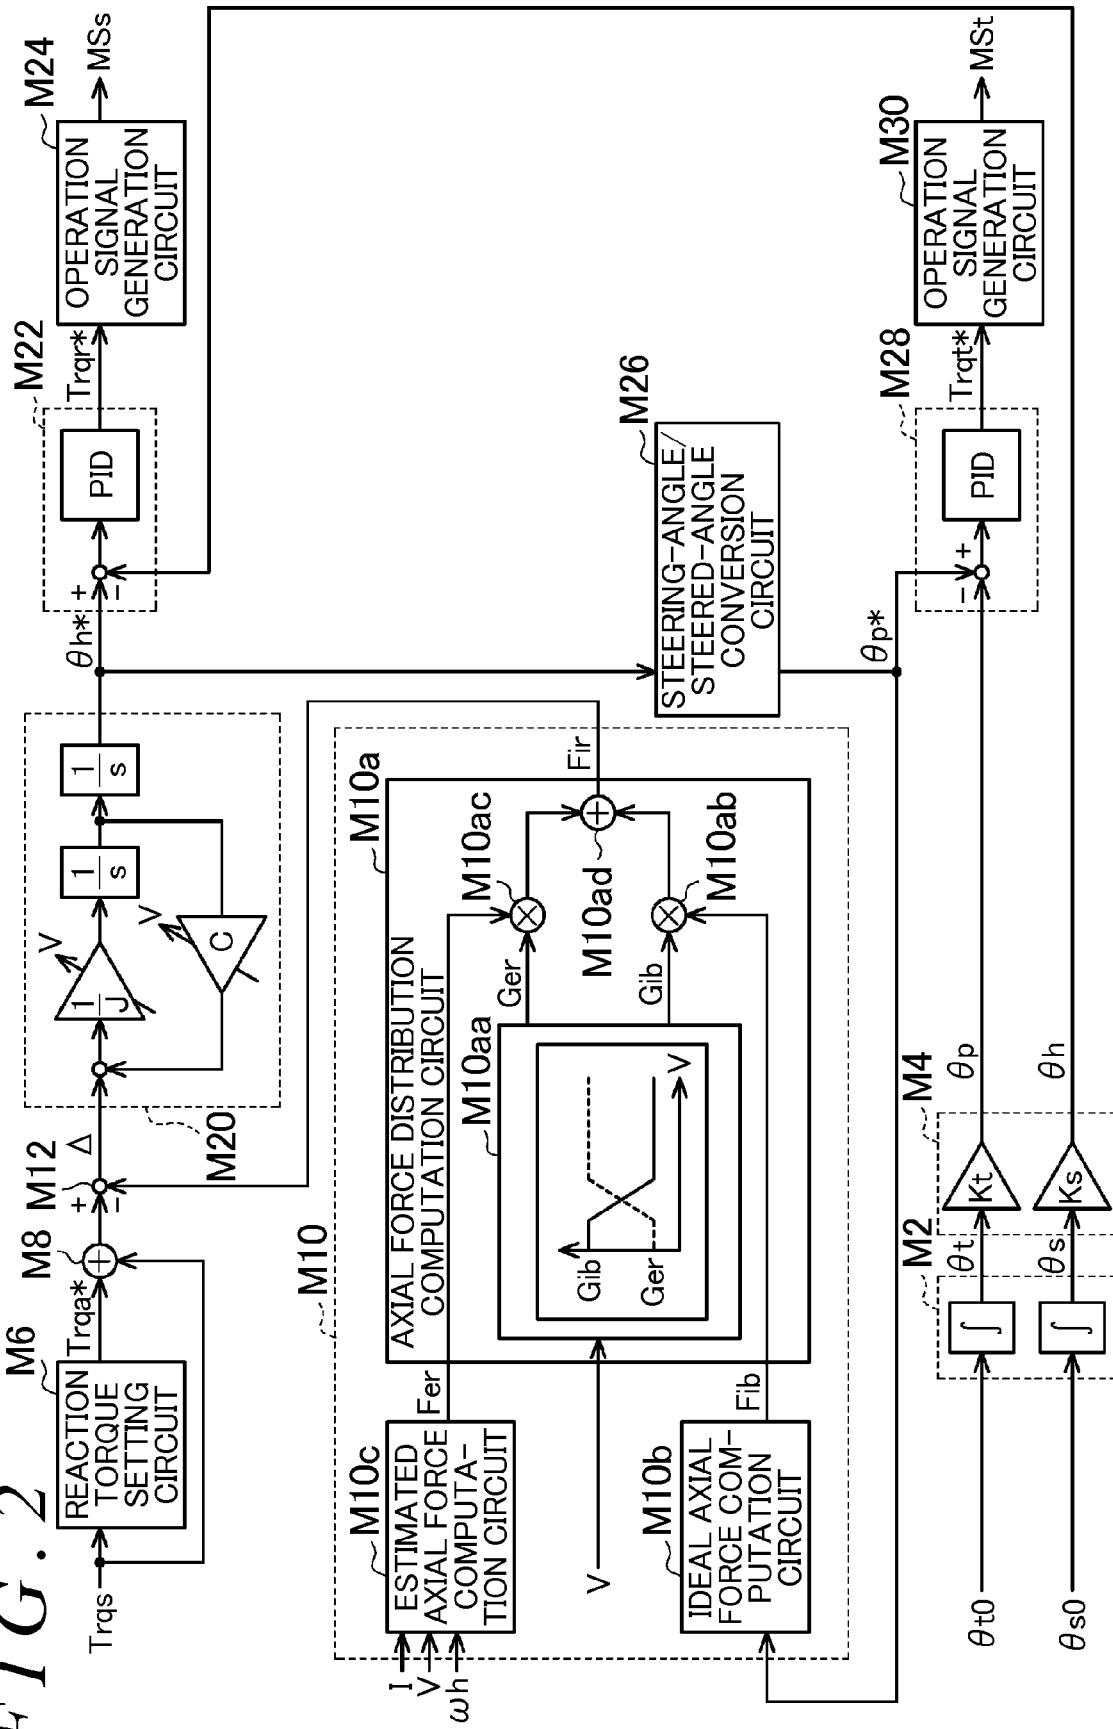 FIG. 2
Trqs
M6
REACTION
TORQUE
SETTING
CIRCUIT
Trqa*
M8
+
+
−
M12
Δ
M20
1
J
V
C
V
1
s
1
s
θh*
+
−
M22
PID
Trqr*
M24
OPERATION
SIGNAL
GENERATION
CIRCUIT
MSs
M10
I
V
ωh
M10c
ESTIMATED
AXIAL FORCE
COMPUTA-
TION CIRCUIT
Fer
V
M10b
IDEAL AXIAL
FORCE COM-
PUTATION
CIRCUIT
Fib
M10a
AXIAL FORCE DISTRIBUTION
COMPUTATION CIRCUIT
M10aa
Gib
Ger
V
Ger
Gib
M10ac
×
M10ab
×
M10ad
+
Fir
M26
STEERING-ANGLE/
STEERED-ANGLE
CONVERSION
CIRCUIT
θp*
θt0
θs0
M2
∫
∫
θt
θs
M4
Kt
Ks
θp
θh
−
+
M28
PID
Trqt*
M30
OPERATION
SIGNAL
GENERATION
CIRCUIT
MSt